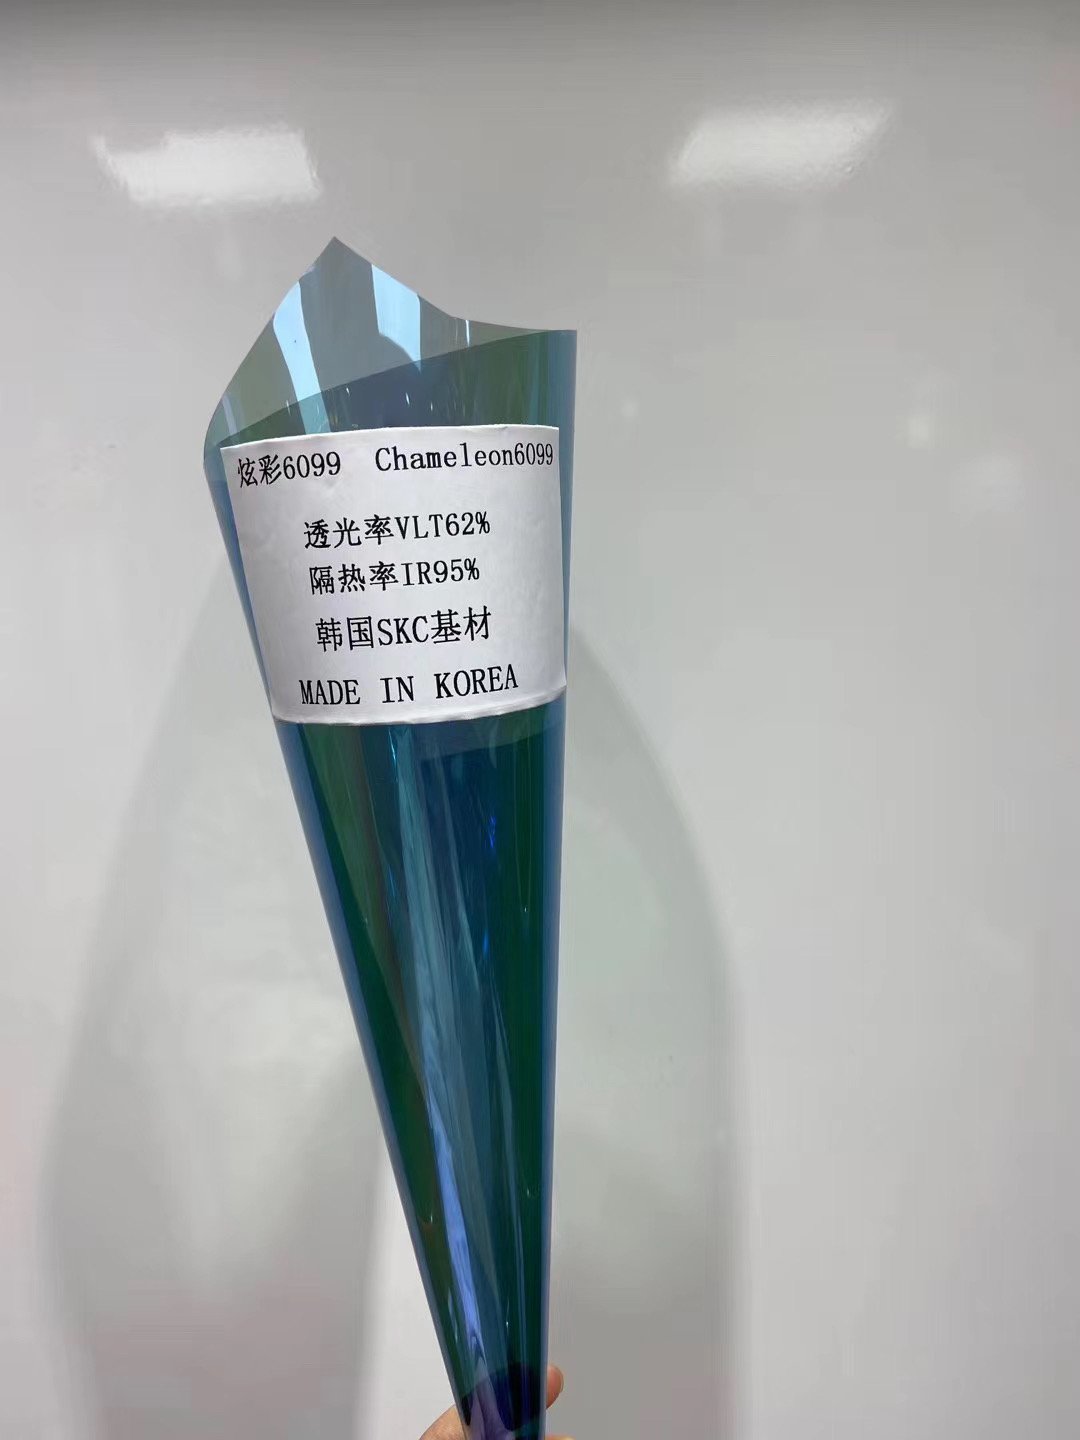 炫彩6099 Chameleon6099
透光率VLT62%
隔热率IR95%
韩国SKC基材
MADE IN KOREA